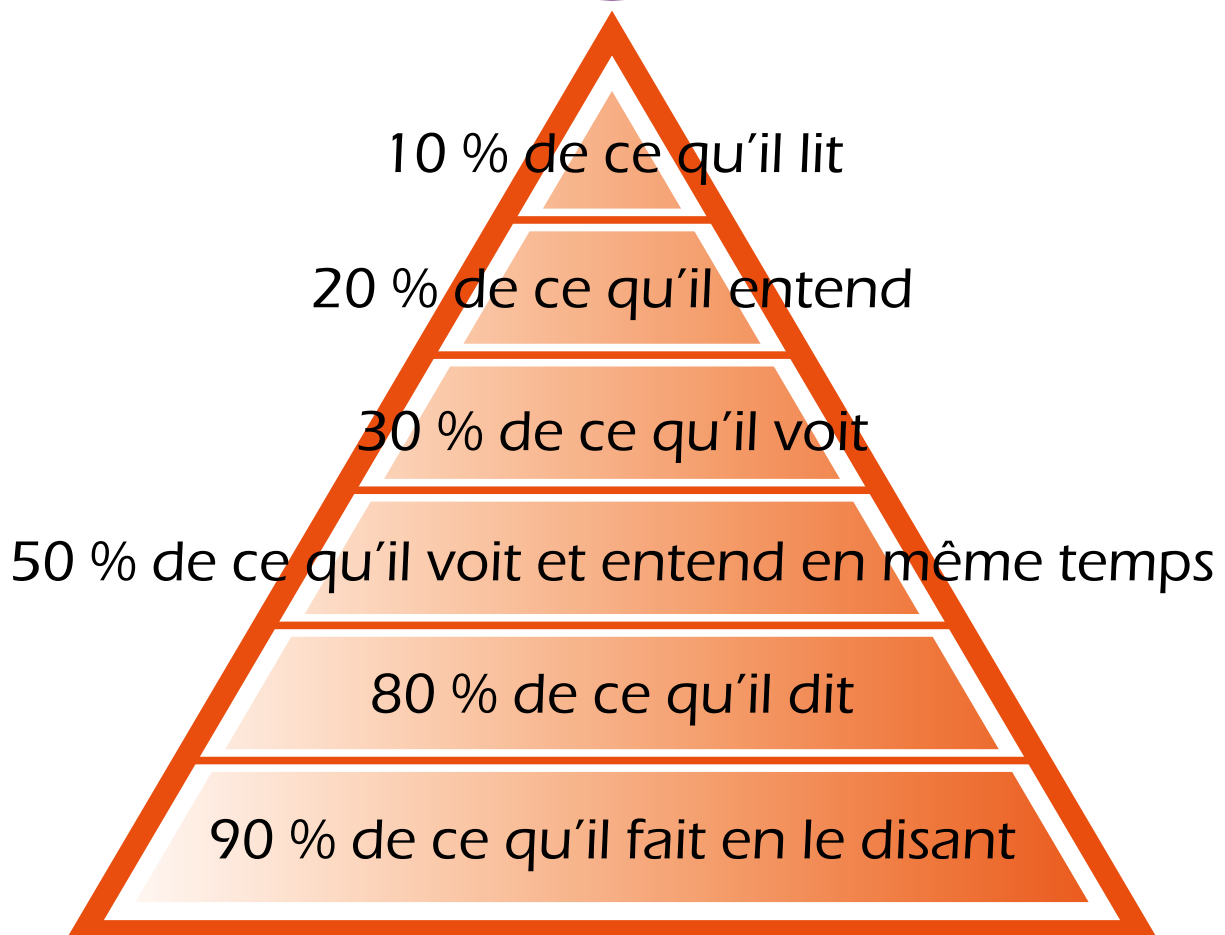 10 % de ce qu’il lit
20 % de ce qu’il entend
30 % de ce qu’il voit
50 % de ce qu’il voit et entend en même temps
80 % de ce qu’il dit
90 % de ce qu’il fait en le disant